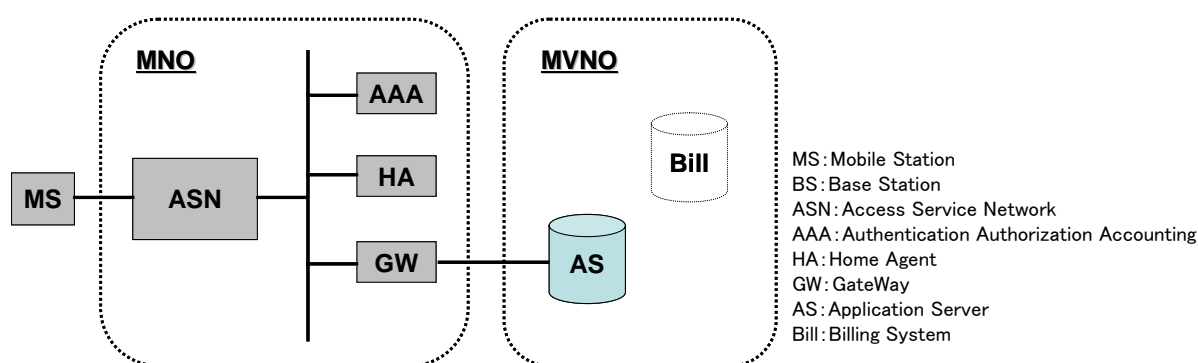 MNO
MVNO
AAA
Bill
MS
ASN
HA
GW
AS
MS:Mobile Station
BS:Base Station
ASN:Access Service Network
AAA:Authentication Authorization Accounting
HA:Home Agent
GW:GateWay
AS:Application Server
Bill:Billing System